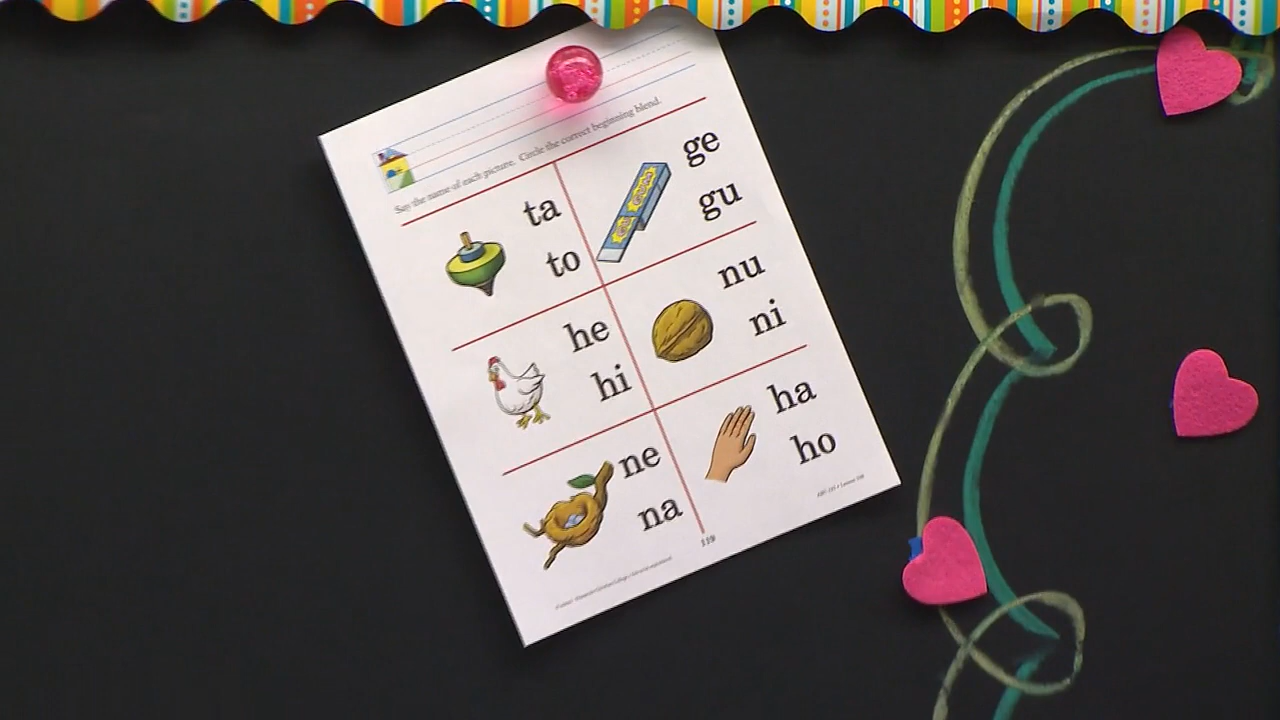 Say the name of each picture. Circle the correct beginning blend.
ta
to
GUM
ge
gu
he
hi
nu
ni
ne
na
ha
ho
119